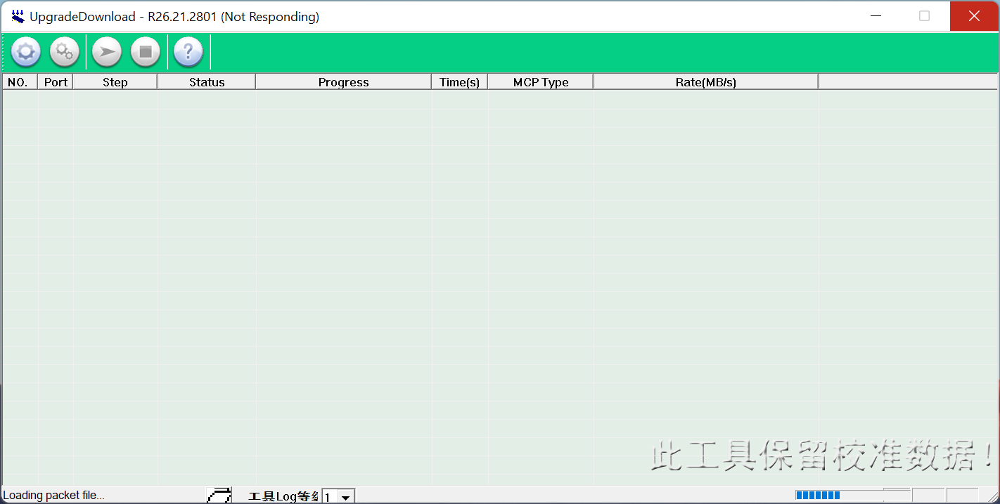 UpgradeDownload - R26.21.2801 (Not Responding)
NO. Port Step Status Progress Time(s) MCP Type Rate(MB/s)
此工具保留校准数据！
Loading packet file... 工具Log等级 1